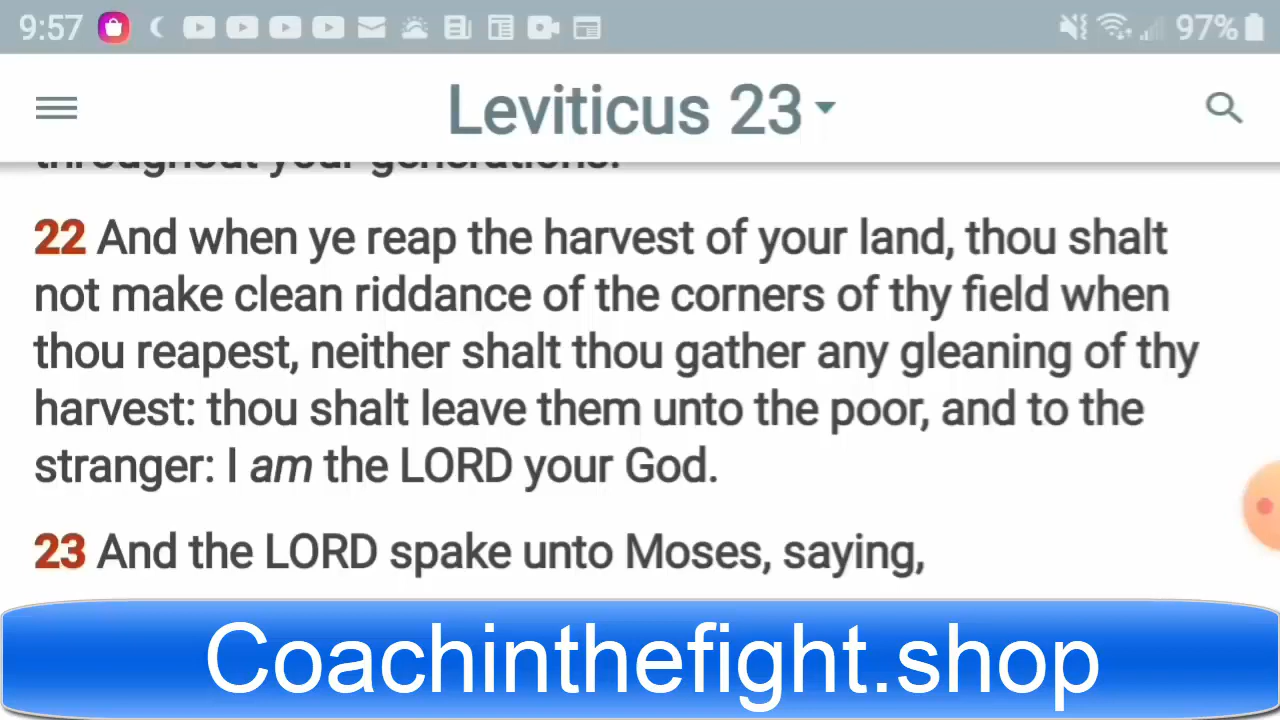 9:57 97%
Leviticus 23
throughout your generations.
22 And when ye reap the harvest of your land, thou shalt
not make clean riddance of the corners of thy field when
thou reapest, neither shalt thou gather any gleaning of thy
harvest: thou shalt leave them unto the poor, and to the
stranger: I am the LORD your God.
23 And the LORD spake unto Moses, saying,
Coachinthefight.shop